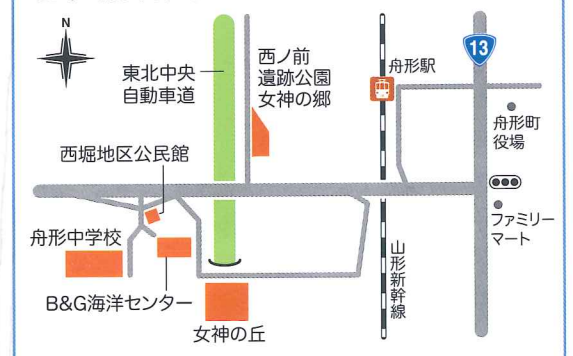 N
13
東北中央
自動車道
西ノ前
遺跡公園
女神の郷
舟形駅
舟形町
役場
西堀地区公民館
舟形中学校
B&G海洋センター
女神の丘
山形新幹線
ファミリー
マート